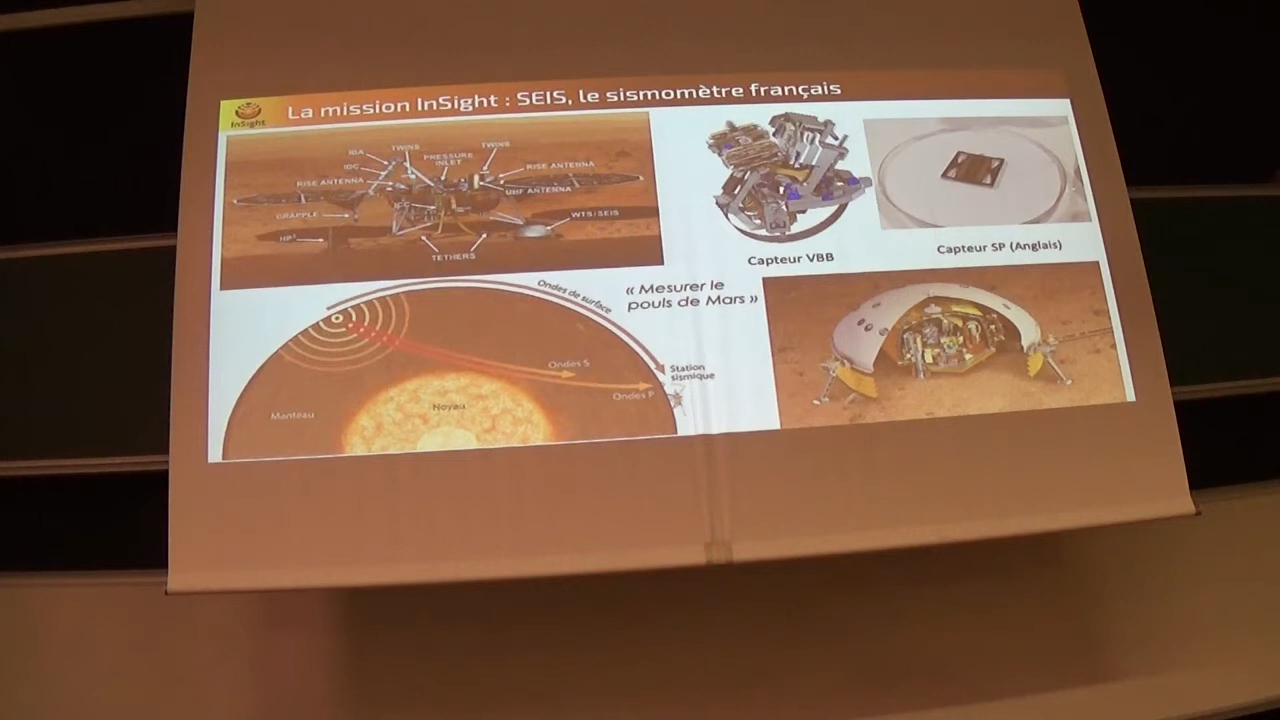 La mission InSight : SEIS, le sismomètre français
InSight
IDA
TWINS
PRESSURE
INLET
TWINS
IDC
RISE ANTENNA
RISE ANTENNA
UHF ANTENNA
GRAPPLE
WTS/SEIS
HP³
TETHERS
Capteur VBB
Capteur SP (Anglais)
« Mesurer le
pouls de Mars »
Ondes de surface
Station
sismique
Ondes S
Ondes P
Manteau
Noyau